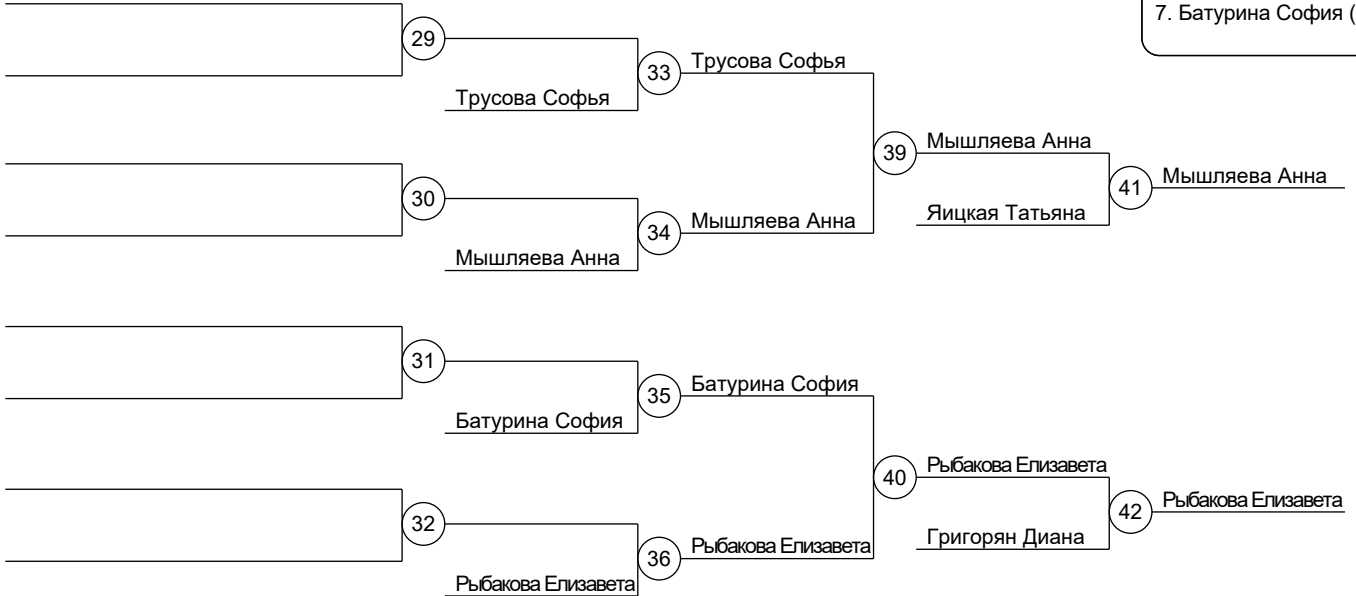 7. Батурина София (
29
33 Трусова Софья
Трусова Софья
39 Мышляева Анна
41 Мышляева Анна
30
34 Мышляева Анна
Яицкая Татьяна
Мышляева Анна
31
35 Батурина София
Батурина София
40 Рыбакова Елизавета
42 Рыбакова Елизавета
32
36 Рыбакова Елизавета
Григорян Диана
Рыбакова Елизавета